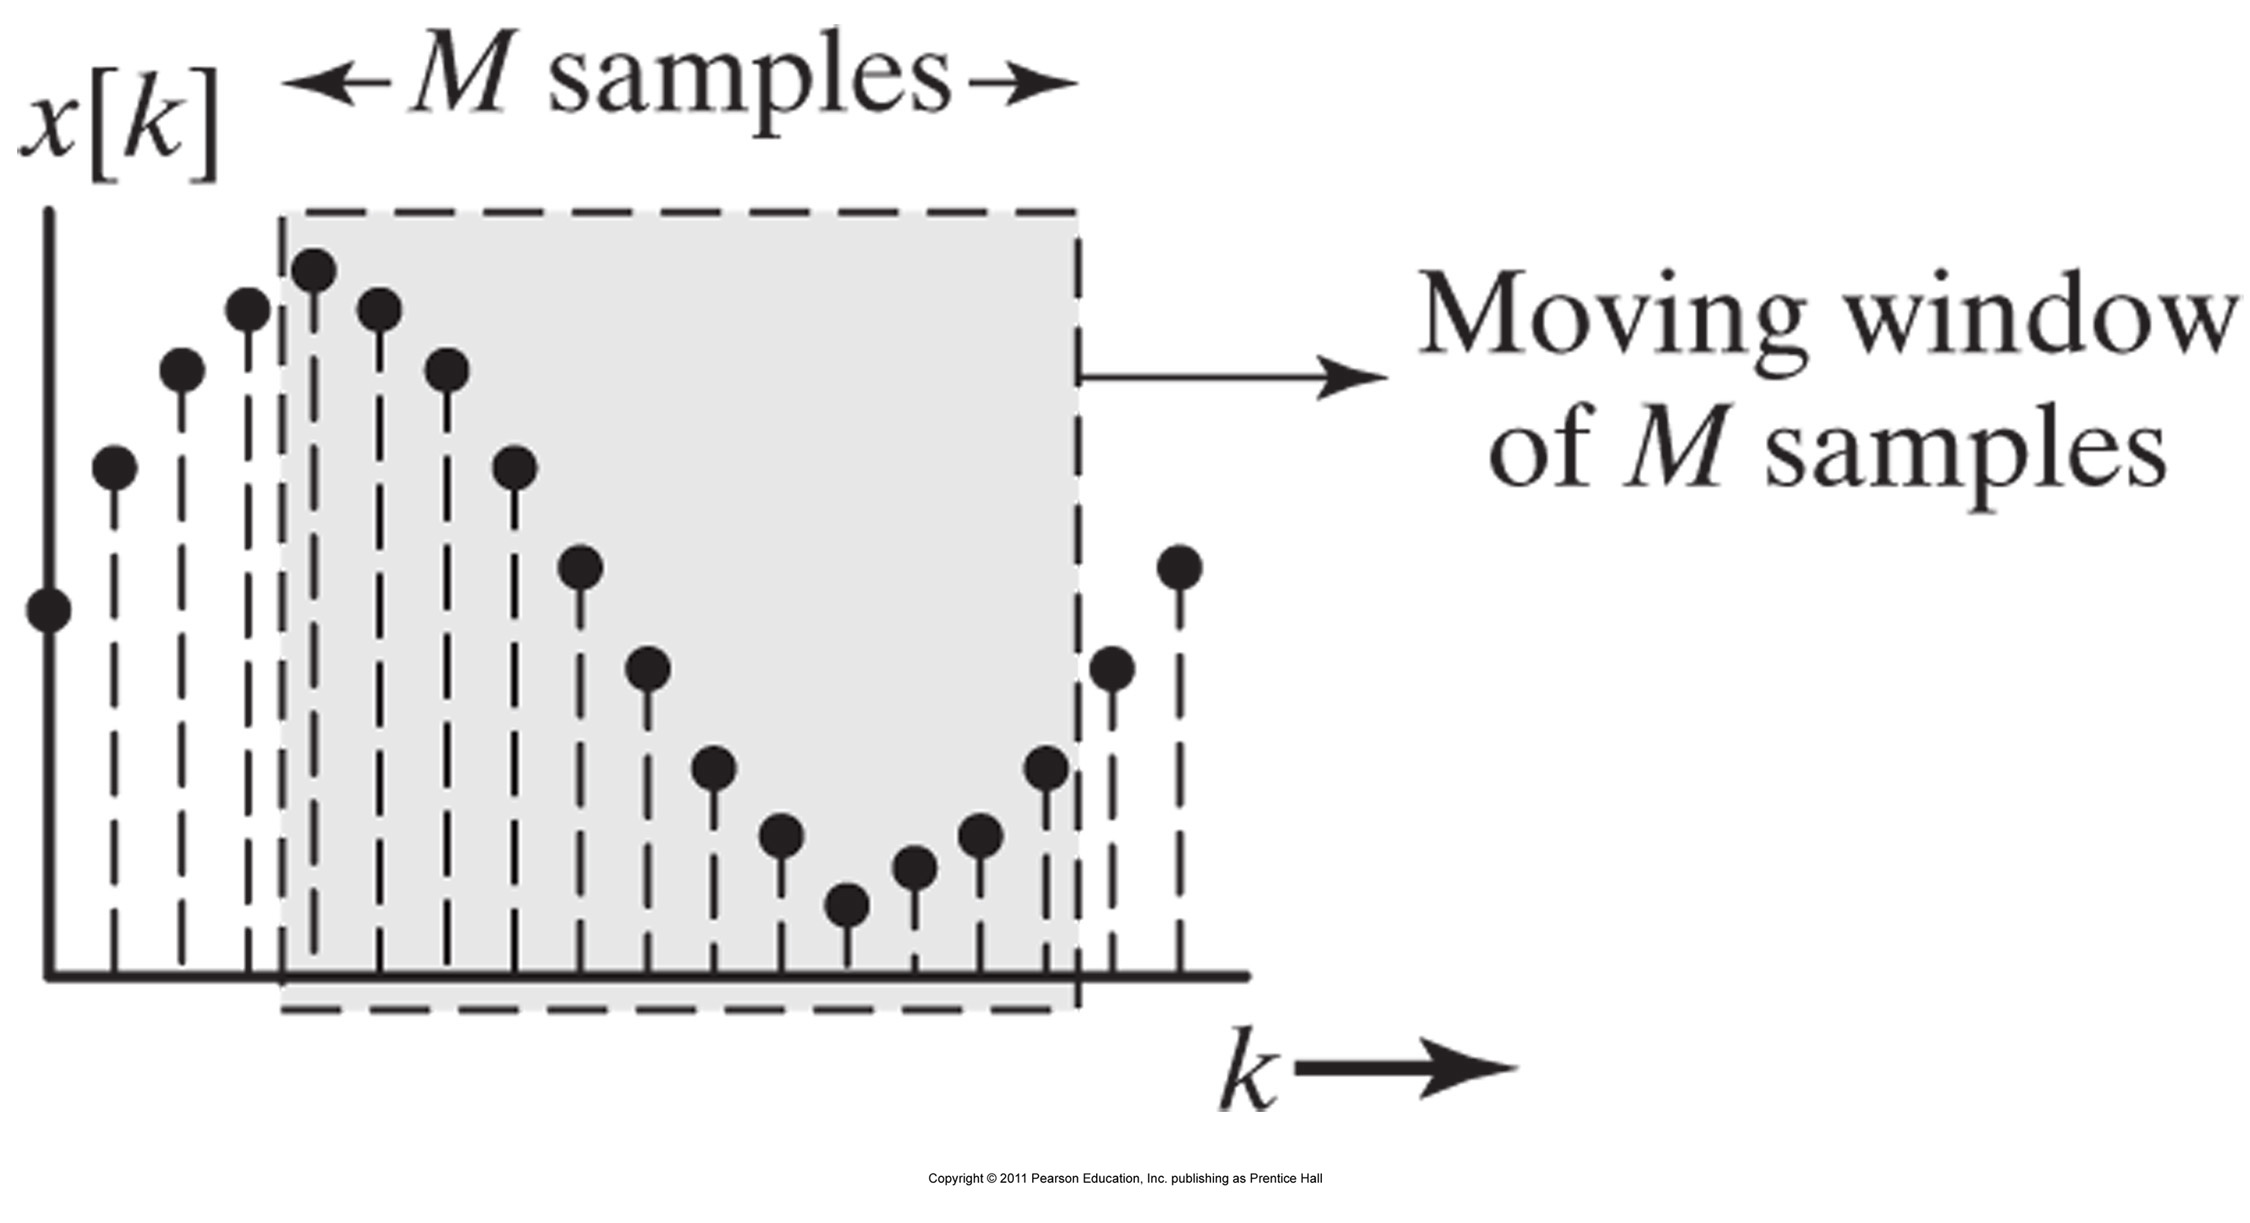 x[k]
M samples
Moving window
of M samples
k
Copyright © 2011 Pearson Education, Inc. publishing as Prentice Hall